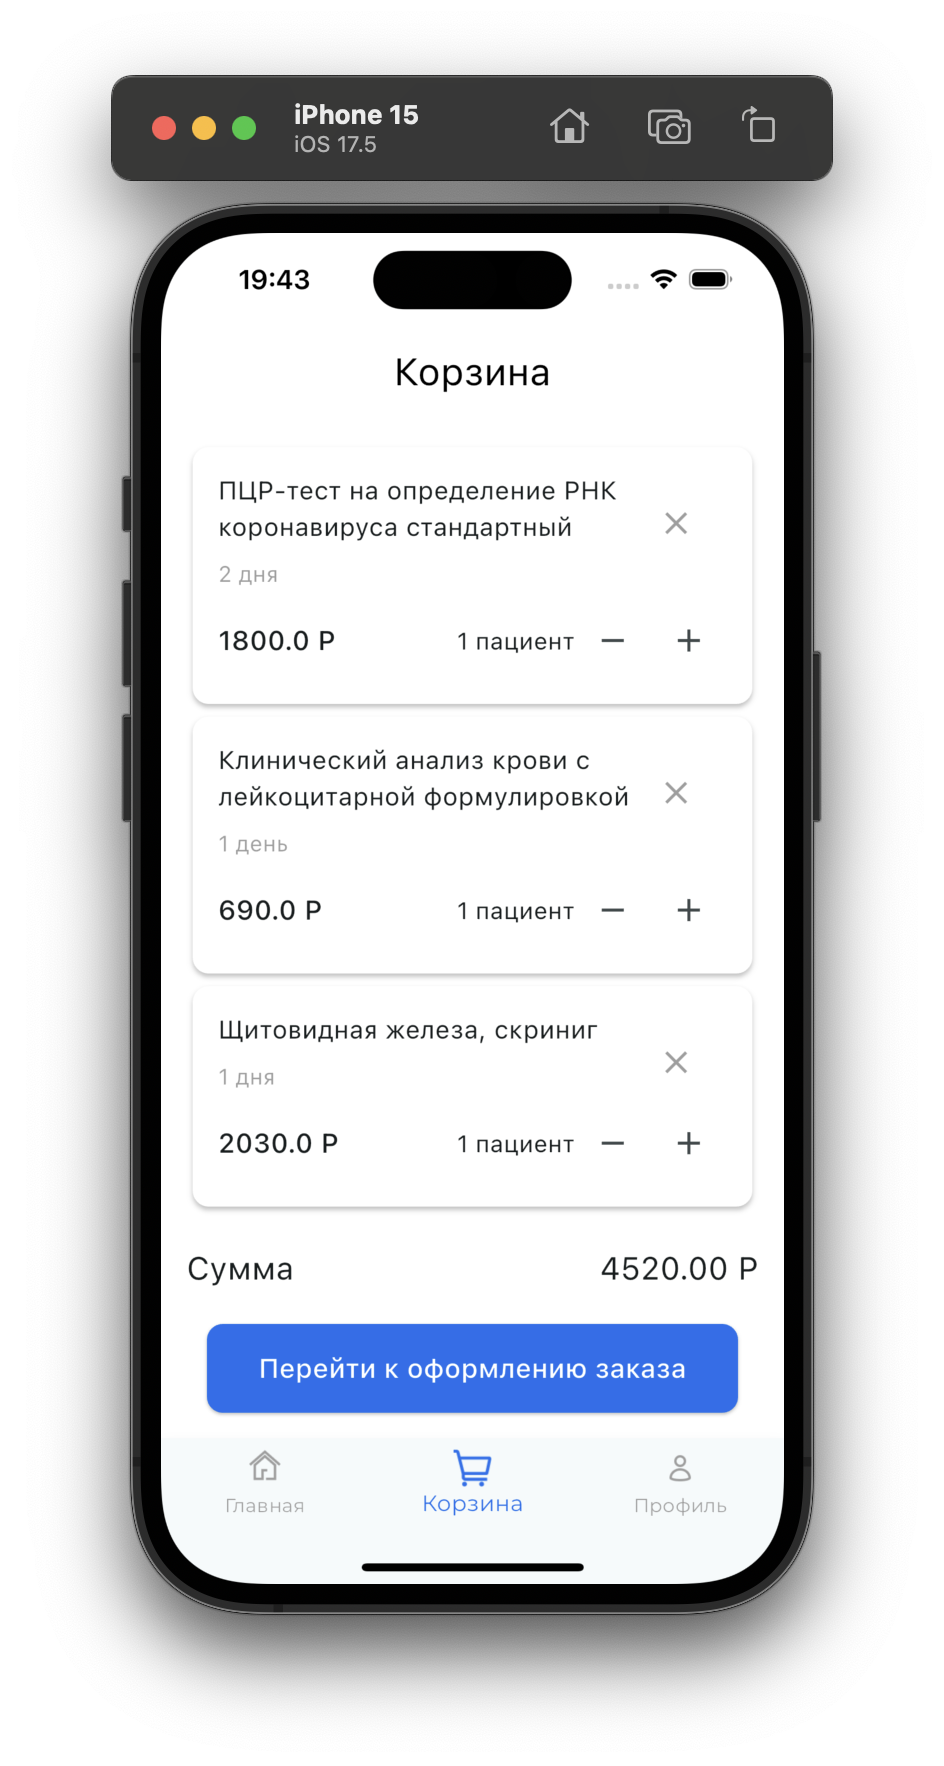 iPhone 15
iOS 17.5
19:43
Корзина
ПЦР-тест на определение РНК
коронавируса стандартный
2 дня
1800.0 Р
1 пациент
Клинический анализ крови с
лейкоцитарной формулировкой
1 день
690.0 Р
1 пациент
Щитовидная железа, скриниг
1 дня
2030.0 Р
1 пациент
Сумма
4520.00 Р
Перейти к оформлению заказа
Главная
Корзина
Профиль